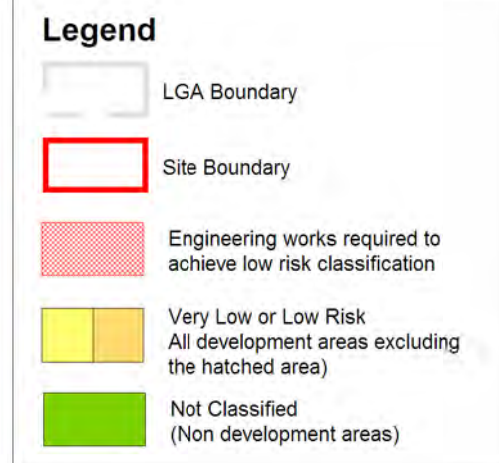 Legend
LGA Boundary
Site Boundary
Engineering works required to
achieve low risk classification
Very Low or Low Risk
All development areas excluding
the hatched area)
Not Classified
(Non development areas)